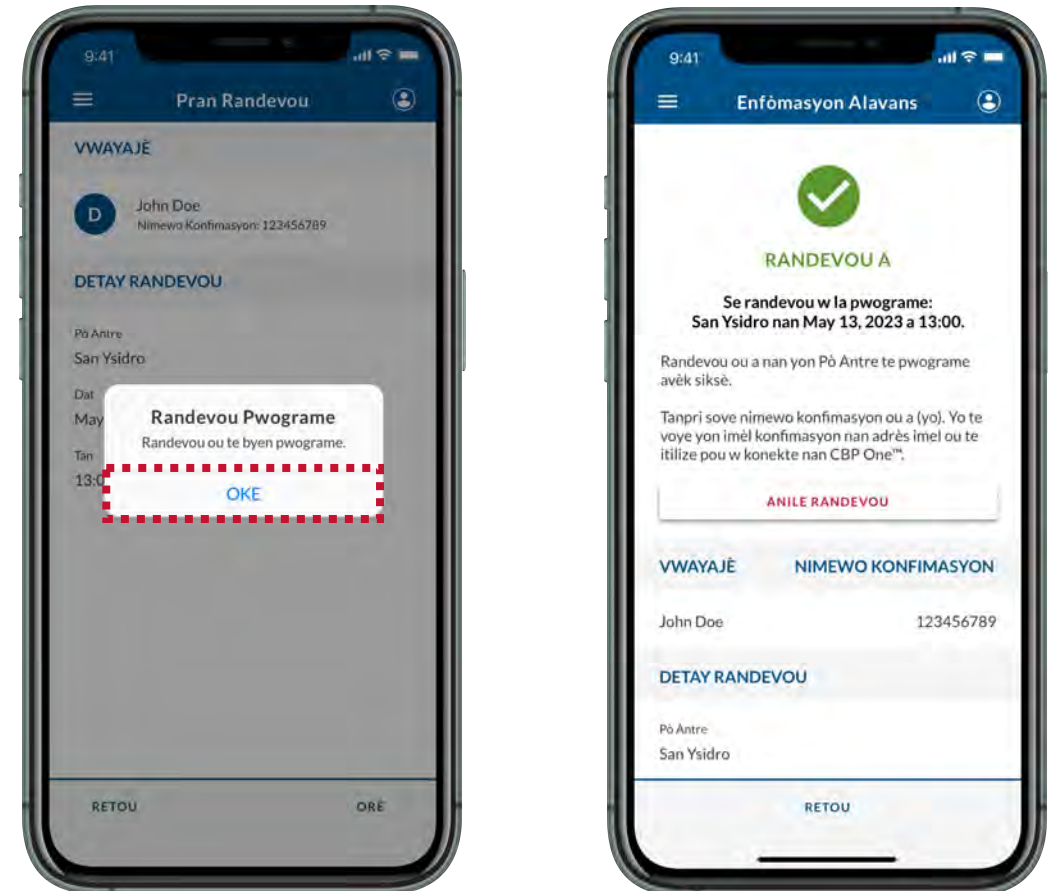 9:41
Pran Randevou
VWAYAJÈ
D
John Doe
Nimewo Konfimasyon: 123456789
DETAY RANDEVOU
Pò Antre
San Ysidro
Dat
May
Tan
13:0
Randevou Pwograme
Randevou ou te byen pwograme.
OKE
RETOU
ORÈ
9:41
Enfòmasyon Alavans
RANDEVOU A
Se randevou w la pwograme:
San Ysidro nan May 13, 2023 a 13:00.
Randevou ou a nan yon Pò Antre te pwograme
avèk siksè.
Tanpri sove nimewo konfimasyon ou a (yo). Yo te
voye yon imèl konfimasyon nan adrès imel ou te
itilize pou w konekte nan CBP One™.
ANILE RANDEVOU
VWAYAJÈ NIMEWO KONFIMASYON
John Doe 123456789
DETAY RANDEVOU
Pò Antre
San Ysidro
RETOU